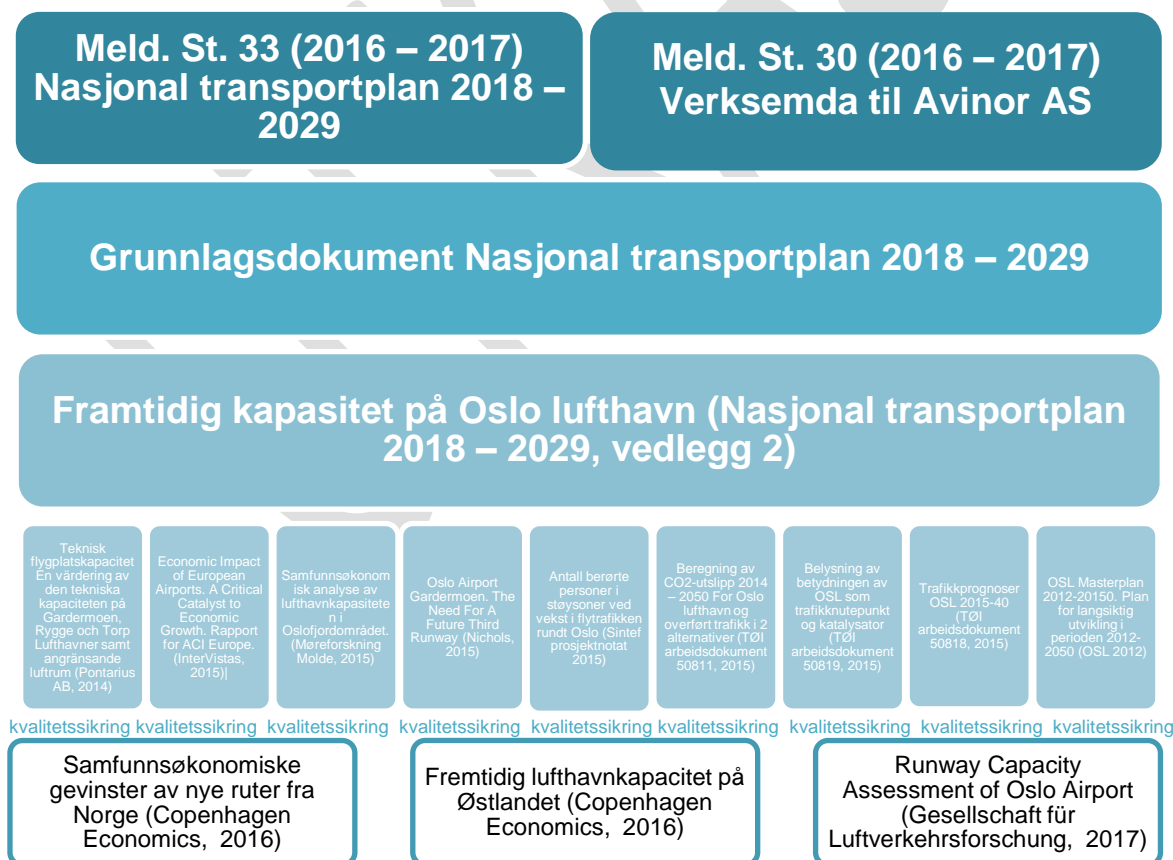 Meld. St. 33 (2016 – 2017)
Nasjonal transportplan 2018 –
2029
Meld. St. 30 (2016 – 2017)
Verksemda til Avinor AS
Grunnlagsdokument Nasjonal transportplan 2018 – 2029
Framtidig kapasitet på Oslo lufthavn (Nasjonal transportplan
2018 – 2029, vedlegg 2)
Teknisk
flygplatskapacitet
En värdering av
den tekniska
kapaciteten på
Gardermoen,
Rygge och Torp
Lufthavner samt
angränsande
luftrum (Pontarius
AB, 2014)
Economic Impact
of European
Airports. A Critical
Catalyst to
Economic
Growth. Rapport
for ACI Europe.
(InterVistas,
2015)|
Samfunnsøkonom
isk analyse av
lufthavnkapasitete
n i
Oslofjordområdet.
(Møreforskning
Molde, 2015)
Oslo Airport
Gardermoen. The
Need For A
Future Third
Runway (Nichols,
2015)
Antall berørte
personer i
støysoner ved
vekst i flytrafikken
rundt Oslo (Sintef
prosjektnotat
2015)
Beregning av
CO2-utslipp 2014
– 2050 For Oslo
lufthavn og
overført trafikk i 2
alternativer (TØI
arbeidsdokument
50811, 2015)
Belysning av
betydningen av
OSL som
trafikknutepunkt
og katalysator
(TØI
arbeidsdokument
50819, 2015)
Trafikkprognoser
OSL 2015-40
(TØI
arbeidsdokument
50818, 2015)
OSL Masterplan
2012-20150. Plan
for langsiktig
utvikling i
perioden 2012-
2050 (OSL 2012)
kvalitetssikring kvalitetssikring kvalitetssikring kvalitetssikring kvalitetssikring kvalitetssikring kvalitetssikring kvalitetssikring kvalitetssikring
Samfunnsøkonomiske
gevinster av nye ruter fra
Norge (Copenhagen
Economics, 2016)
Fremtidig lufthavnkapacitet på
Østlandet (Copenhagen
Economics, 2016)
Runway Capacity
Assessment of Oslo Airport
(Gesellschaft für
Luftverkehrsforschung, 2017)